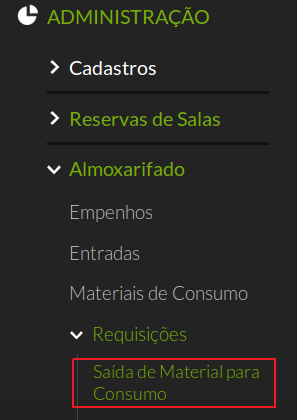 ADMINISTRAÇÃO
Cadastros
Reservas de Salas
Almoxarifado
Empenhos
Entradas
Materiais de Consumo
Requisições
Saída de Material para
Consumo